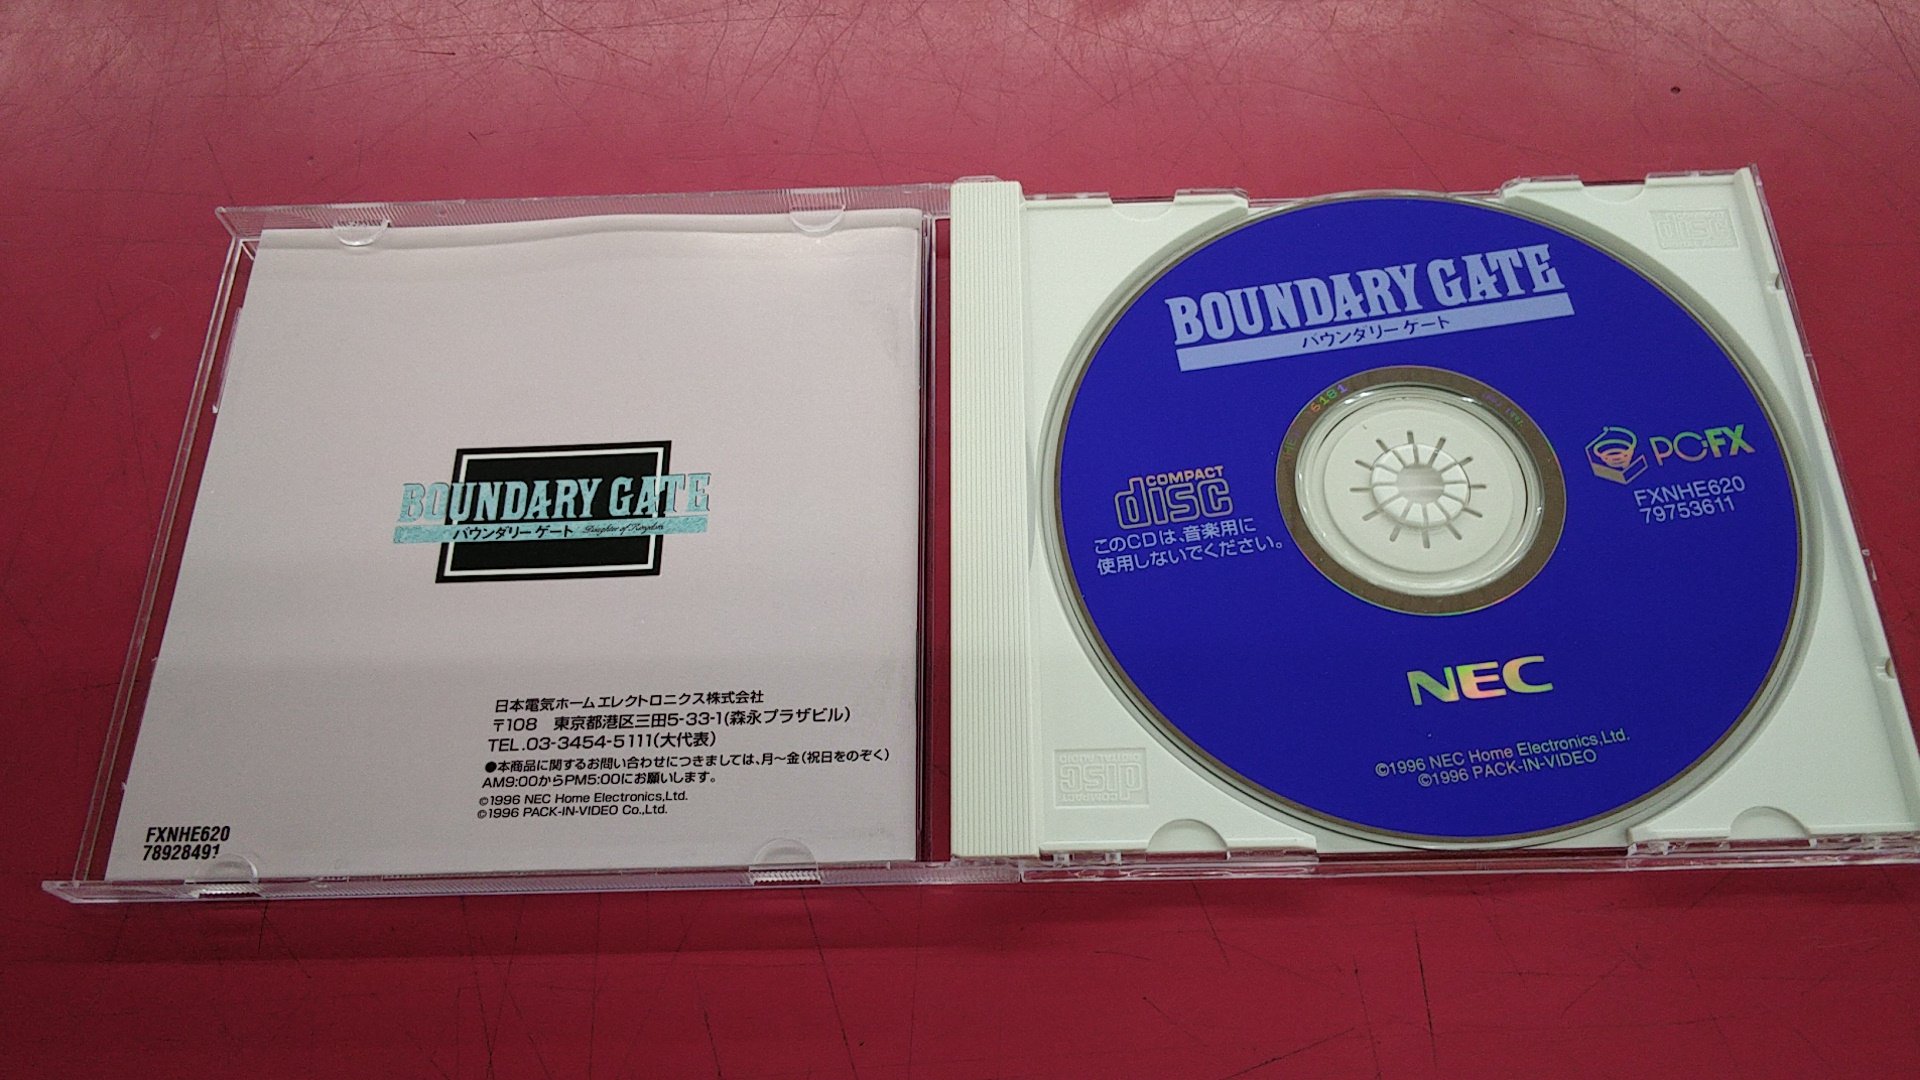 BOUNDARY GATE
バウンダリー ゲート Daughter of Kingdom
日本電気ホームエレクトロニクス株式会社
〒108 東京都港区三田5-33-1(森永プラザビル)
TEL.03-3454-5111(大代表)
●本商品に関するお問い合わせにつきましては、月〜金(祝日をのぞく)
AM9:00からPM5:00にお願いします。
©1996 NEC Home Electronics,Ltd.
©1996 PACK-IN-VIDEO Co.,Ltd.
FXNHE620
78928491
BOUNDARY GATE
バウンダリー ゲート
6181
PC-FX
FXNHE620
79753611
COMPACT
disc
このCDは、音楽用に
使用しないでください。
NEC
©1996 NEC Home Electronics,Ltd.
©1996 PACK-IN-VIDEO
COMPACT
disc
DIGITAL AUDIO
disc